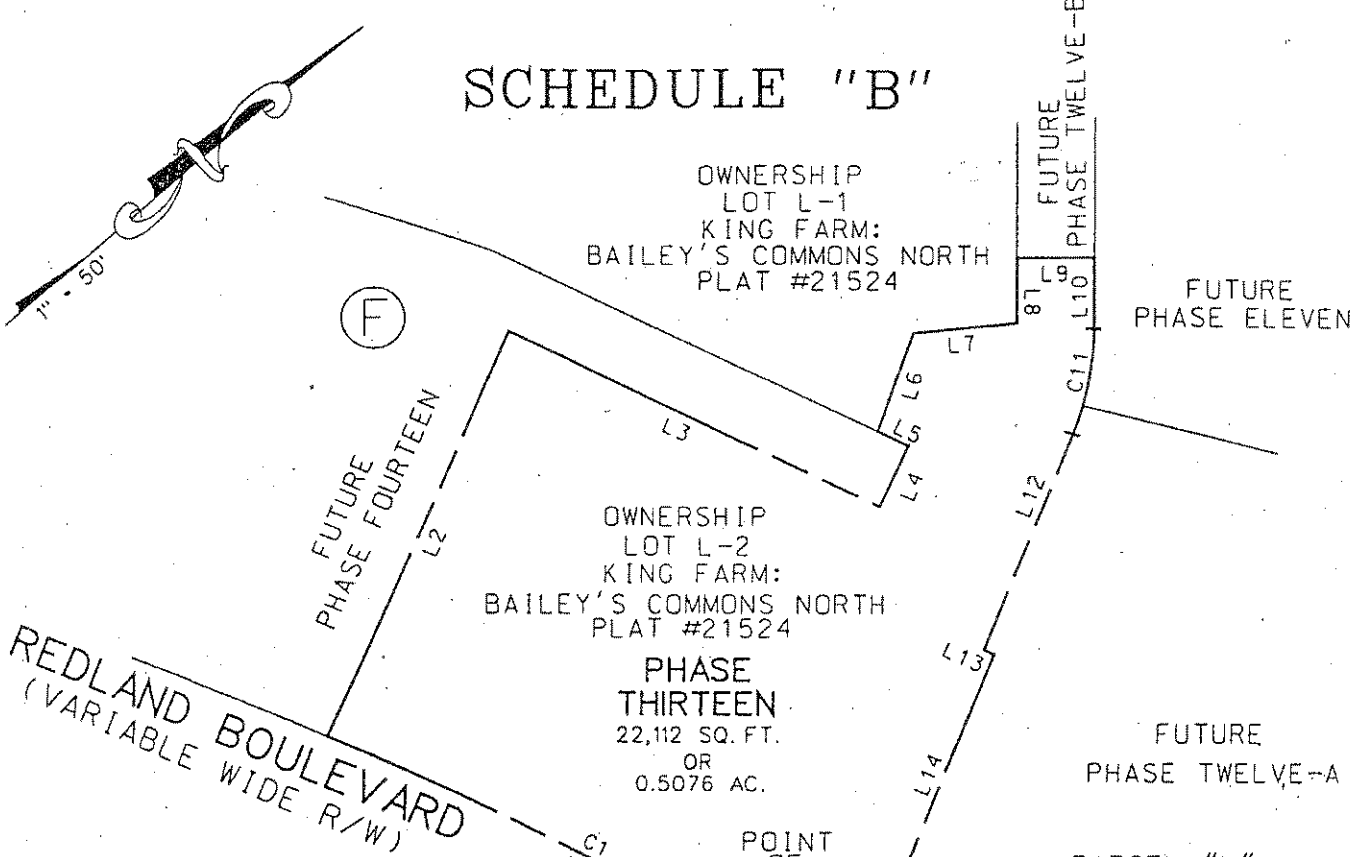 SCHEDULE "B"
FUTURE
PHASE TWELVE-B
OWNERSHIP
LOT L-1
KING FARM:
BAILEY'S COMMONS NORTH
PLAT #21524
1" - 50'
F
L9
L8
L10
FUTURE
PHASE ELEVEN
L7
C11
L6
L5
L3
L4
FUTURE
PHASE FOURTEEN
L2
L12
OWNERSHIP
LOT L-2
KING FARM:
BAILEY'S COMMONS NORTH
PLAT #21524
L13
PHASE
THIRTEEN
22,112 SQ. FT.
OR
0.5076 AC.
REDLAND BOULEVARD
(VARIABLE WIDE R/W)
L14
FUTURE
PHASE TWELVE-A
C1
POINT